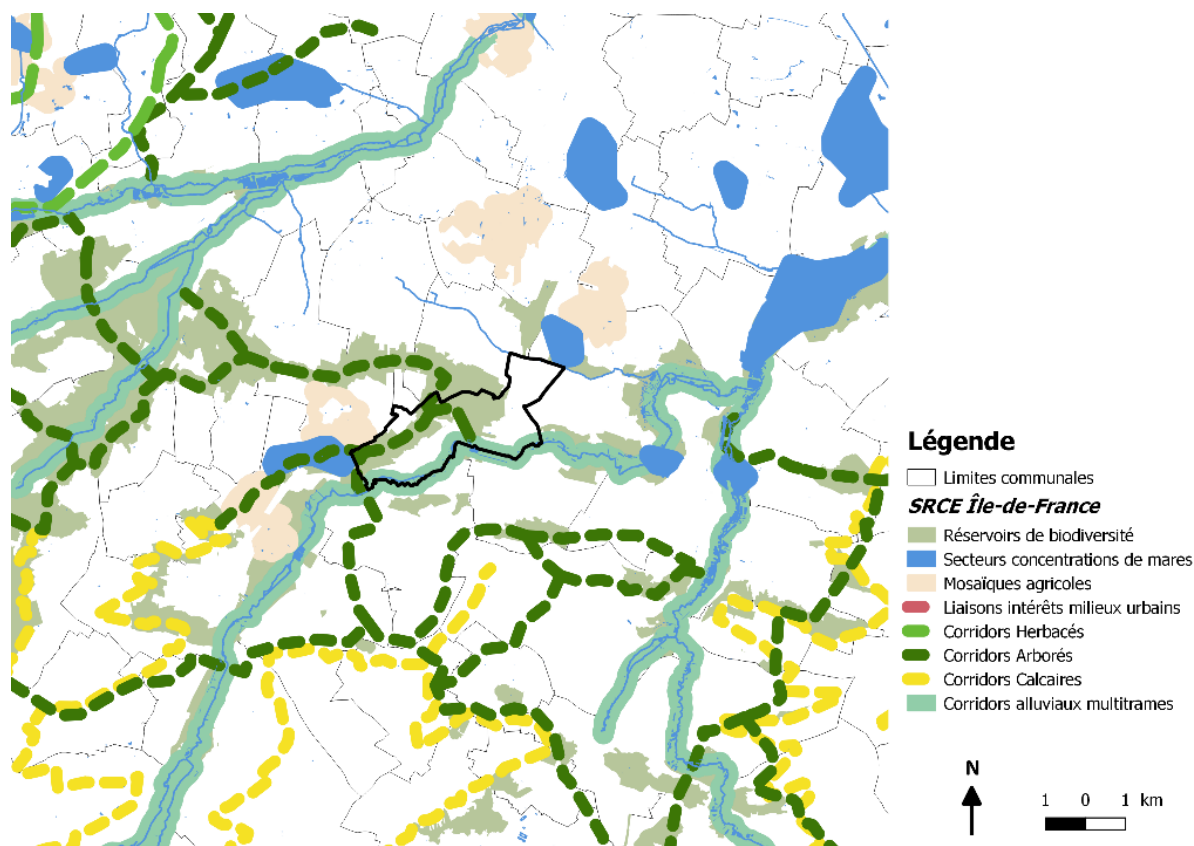 Légende
Limites communales
SRCE Île-de-France
Réservoirs de biodiversité
Secteurs concentrations de mares
Mosaïques agricoles
Liaisons intérêts milieux urbains
Corridors Herbacés
Corridors Arborés
Corridors Calcaires
Corridors alluviaux multitrames
N
1 0 1 km